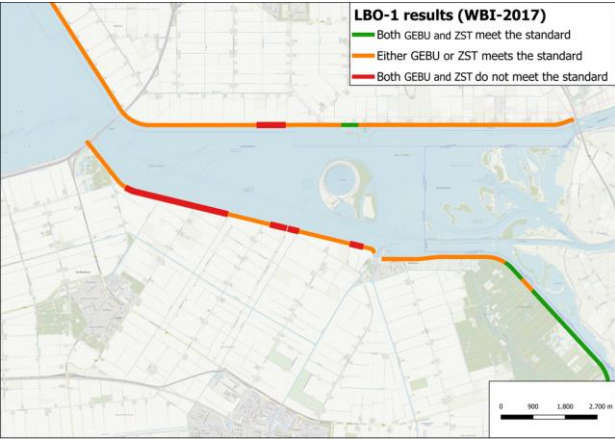 LBO-1 results (WBI-2017)
Both GEBU and ZST meet the standard
Either GEBU or ZST meets the standard
Both GEBU and ZST do not meet the standard
0 900 1.800 2.700 m